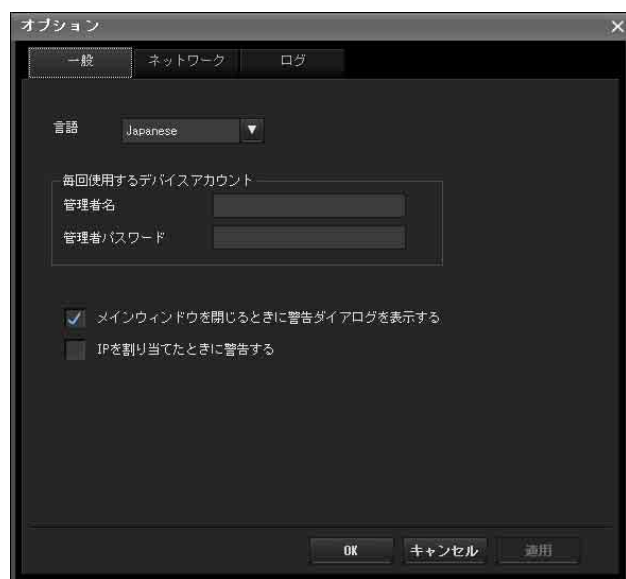 オプション
一般 ネットワーク ログ
言語 Japanese
毎回使用するデバイスアカウント
管理者名
管理者パスワード
メインウィンドウを閉じるときに警告ダイアログを表示する
IPを割り当てたときに警告する
OK キャンセル 適用